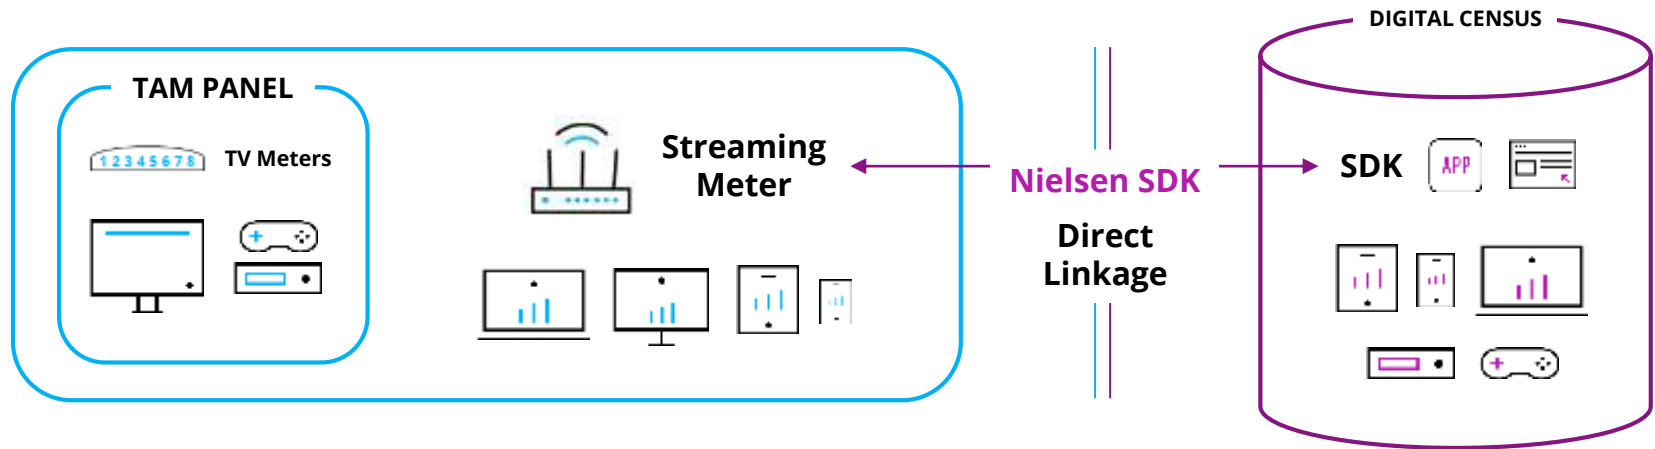 DIGITAL CENSUS
TAM PANEL
12345678
TV Meters
Streaming
Meter
Nielsen SDK
Direct
Linkage
SDK
APP